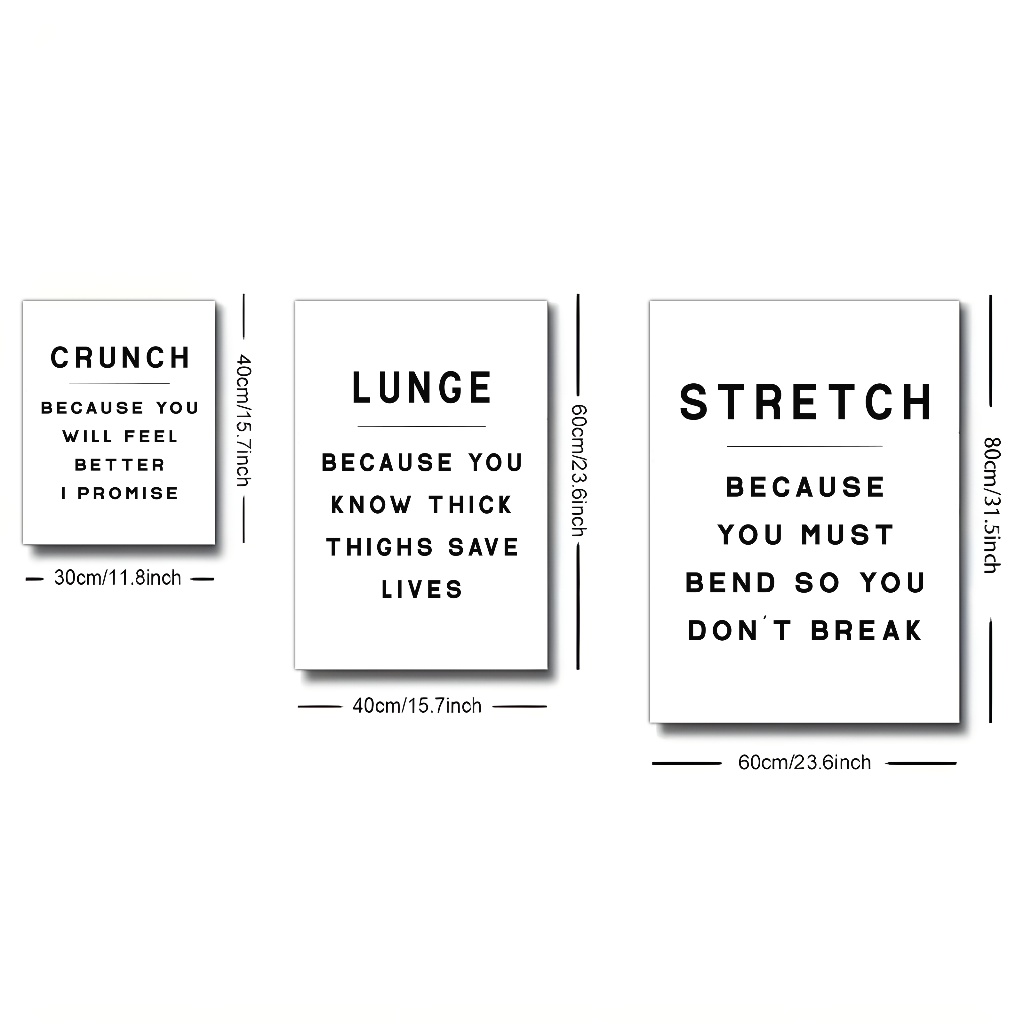 CRUNCH
BECAUSE YOU
WILL FEEL
BETTER
I PROMISE
40cm/15.7inch
30cm/11.8inch
LUNGE
BECAUSE YOU
KNOW THICK
THIGHS SAVE
LIVES
60cm/23.6inch
40cm/15.7inch
STRETCH
BECAUSE
YOU MUST
BEND SO YOU
DON'T BREAK
80cm/31.5inch
60cm/23.6inch